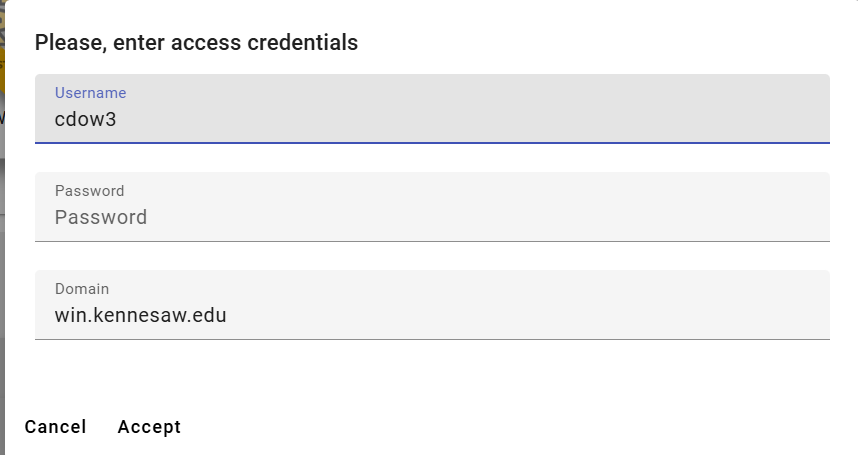 Please, enter access credentials
Username
cdow3
Password
Password
Domain
win.kennesaw.edu
Cancel Accept